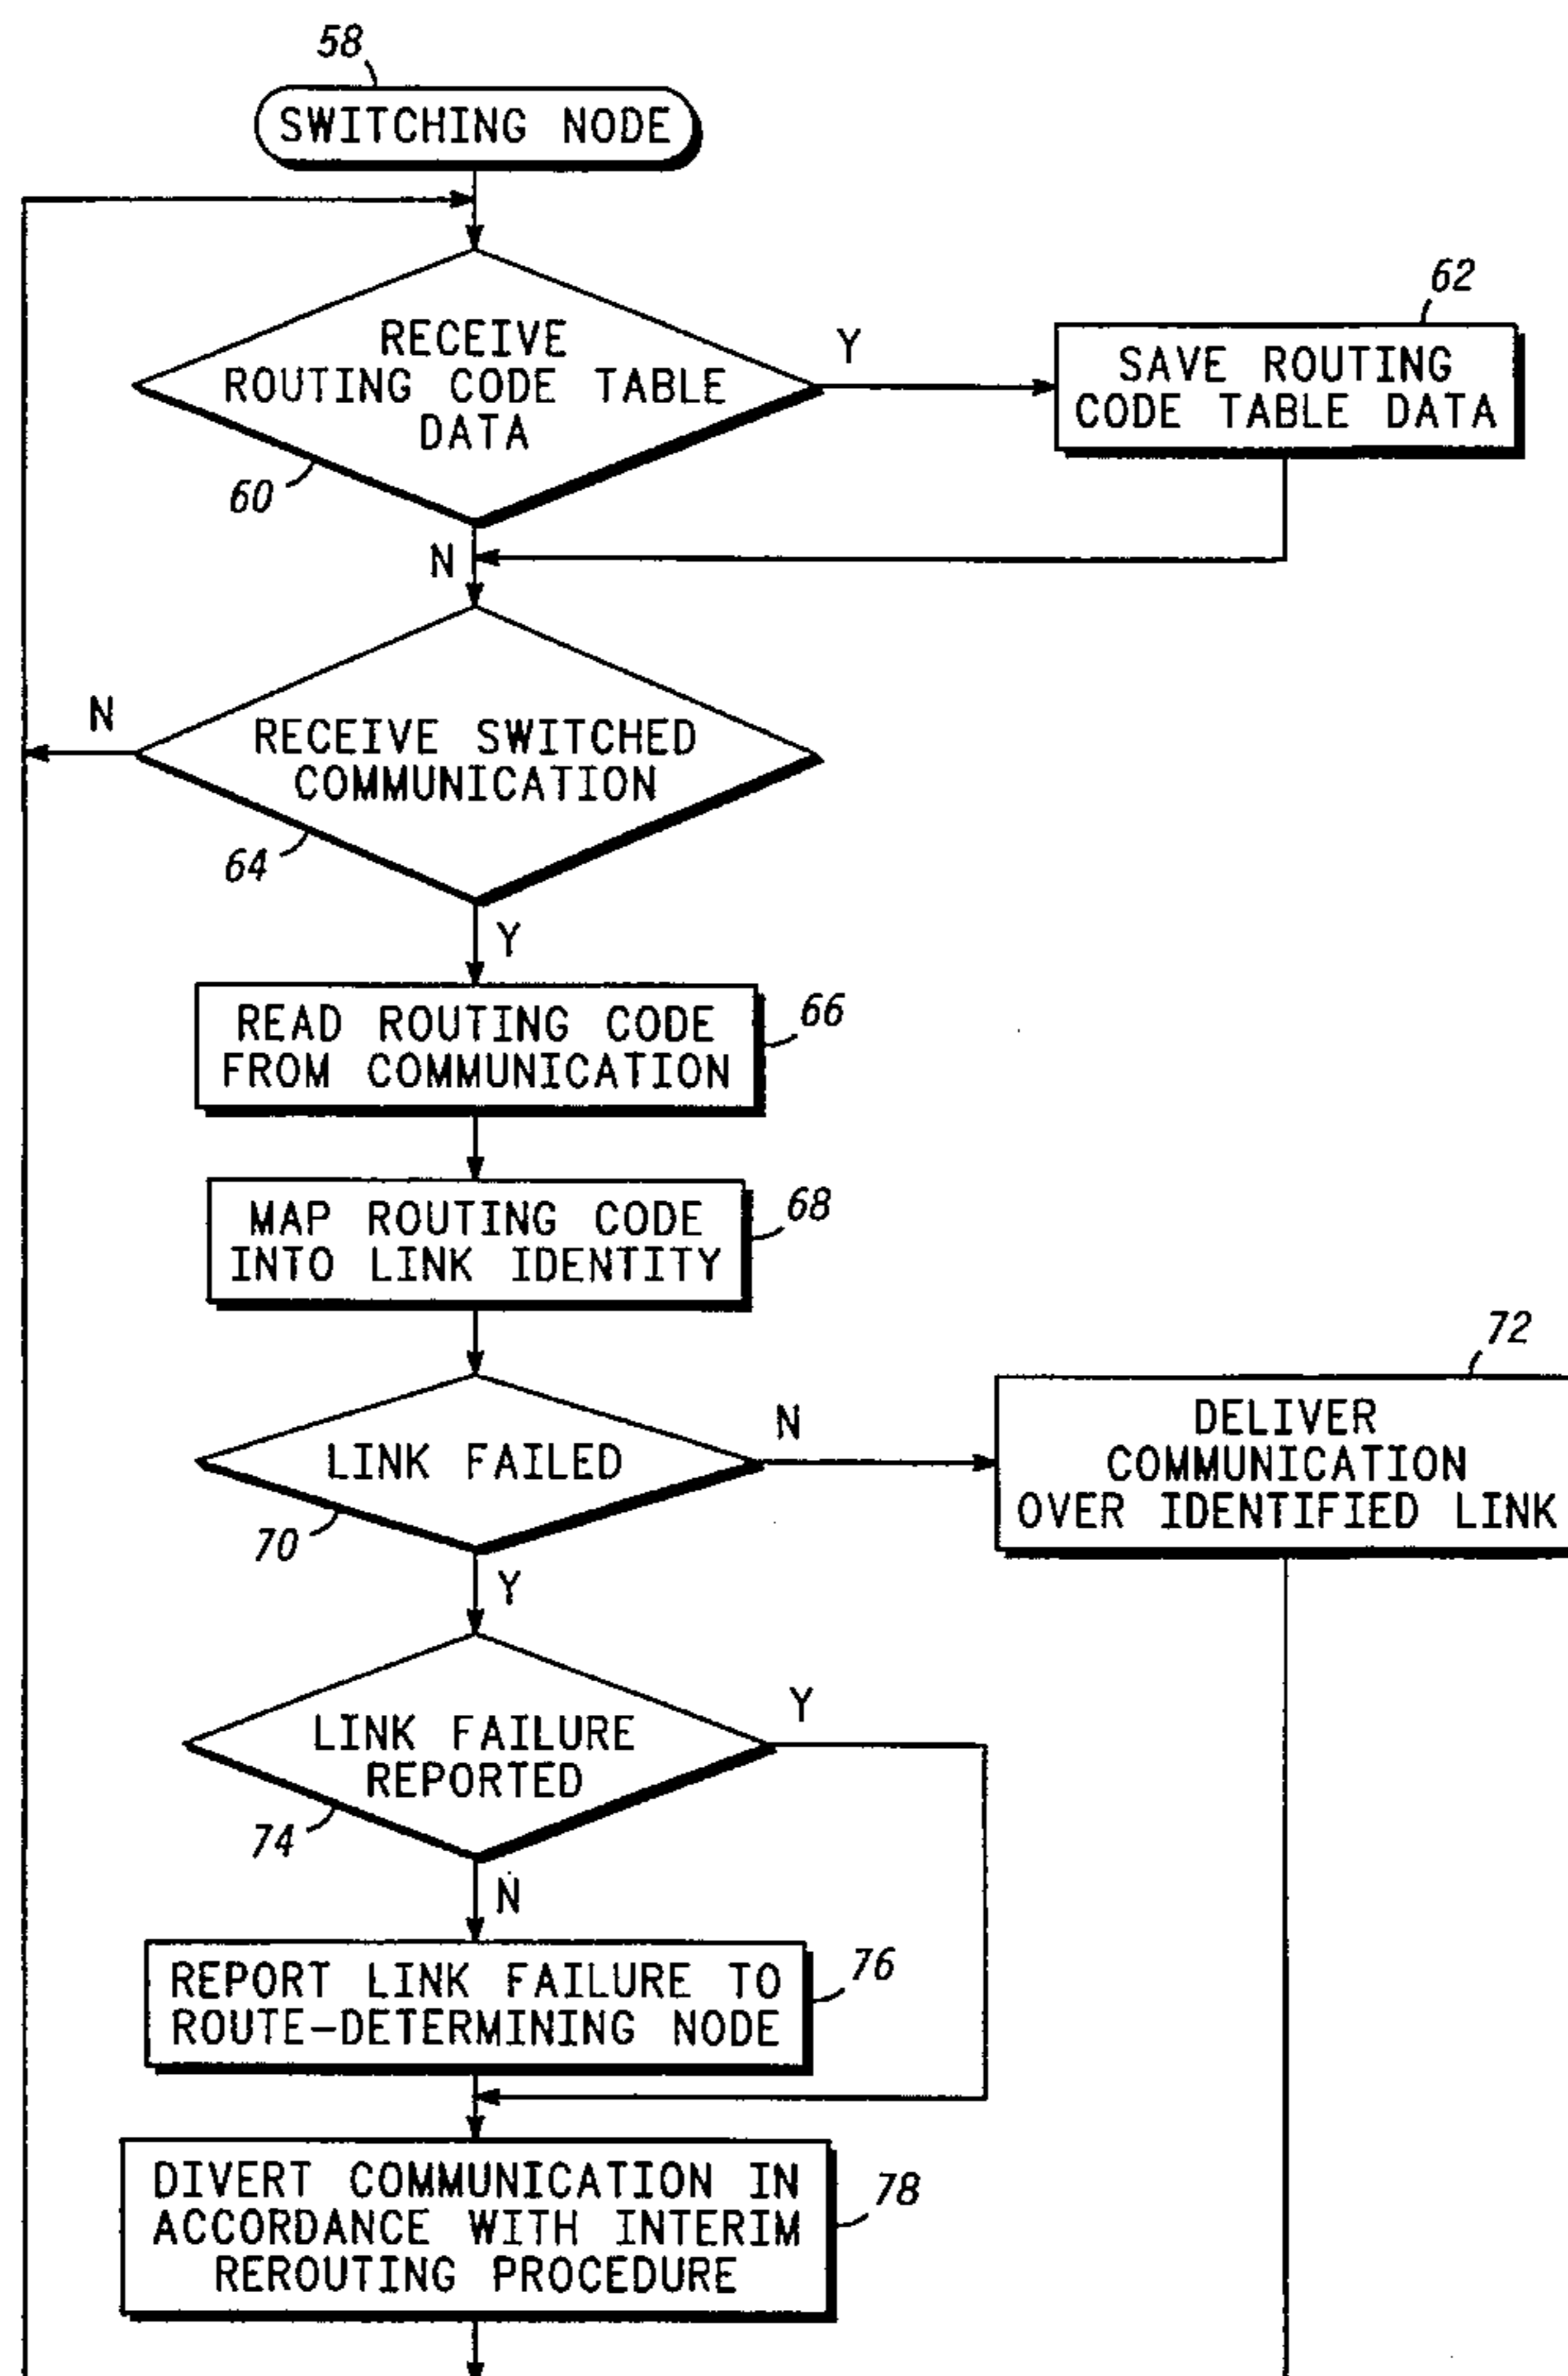 58
SWITCHING NODE
RECEIVE
ROUTING CODE TABLE
DATA
60
Y
62
SAVE ROUTING
CODE TABLE DATA
N
RECEIVE SWITCHED
COMMUNICATION
64
N
Y
READ ROUTING CODE
FROM COMMUNICATION
66
MAP ROUTING CODE
INTO LINK IDENTITY
68
LINK FAILED
70
N
72
DELIVER
COMMUNICATION
OVER IDENTIFIED LINK
Y
LINK FAILURE
REPORTED
74
Y
N
REPORT LINK FAILURE TO
ROUTE-DETERMINING NODE
76
DIVERT COMMUNICATION IN
ACCORDANCE WITH INTERIM
REROUTING PROCEDURE
78